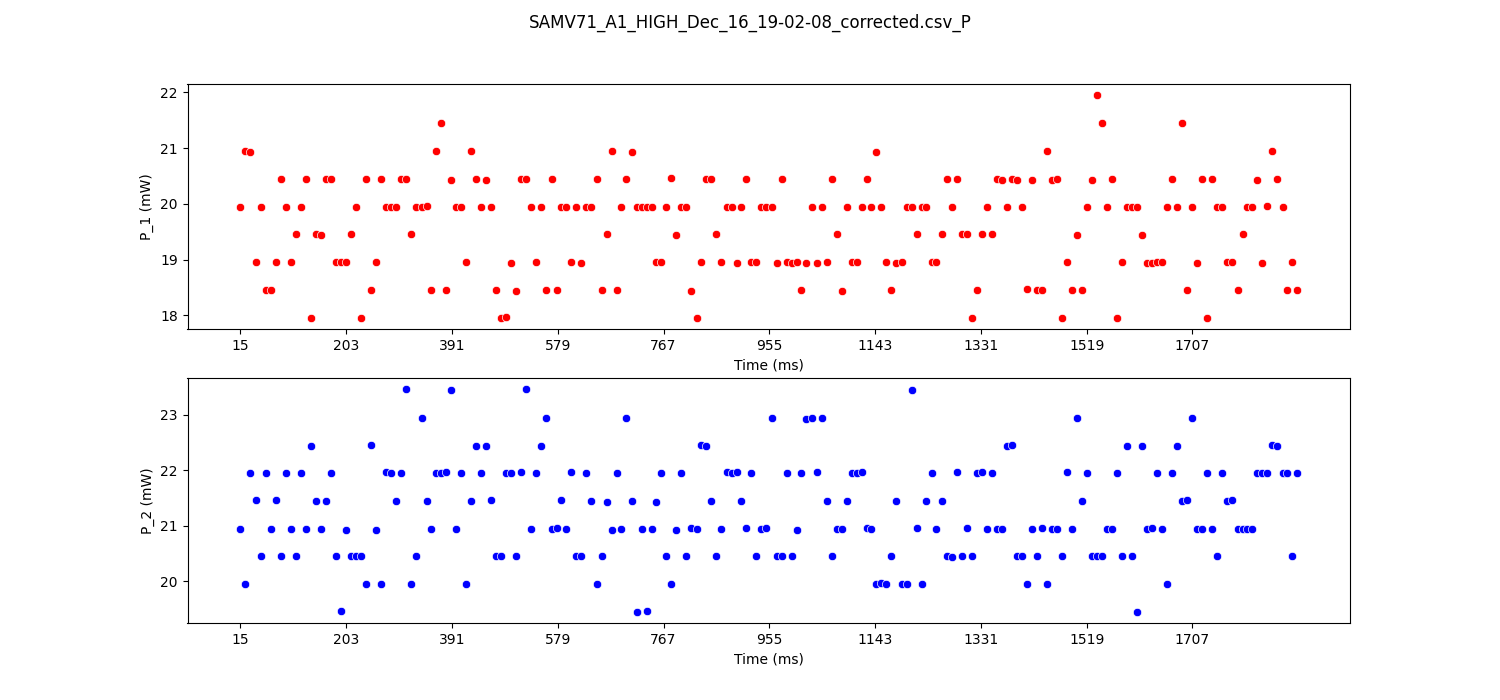 SAMV71_A1_HIGH_Dec_16_19-02-08_corrected.csv_P
22
21
20
19
18
P_1 (mW)
15 203 391 579 767 955 1143 1331 1519 1707
Time (ms)
23
22
21
20
P_2 (mW)
15 203 391 579 767 955 1143 1331 1519 1707
Time (ms)